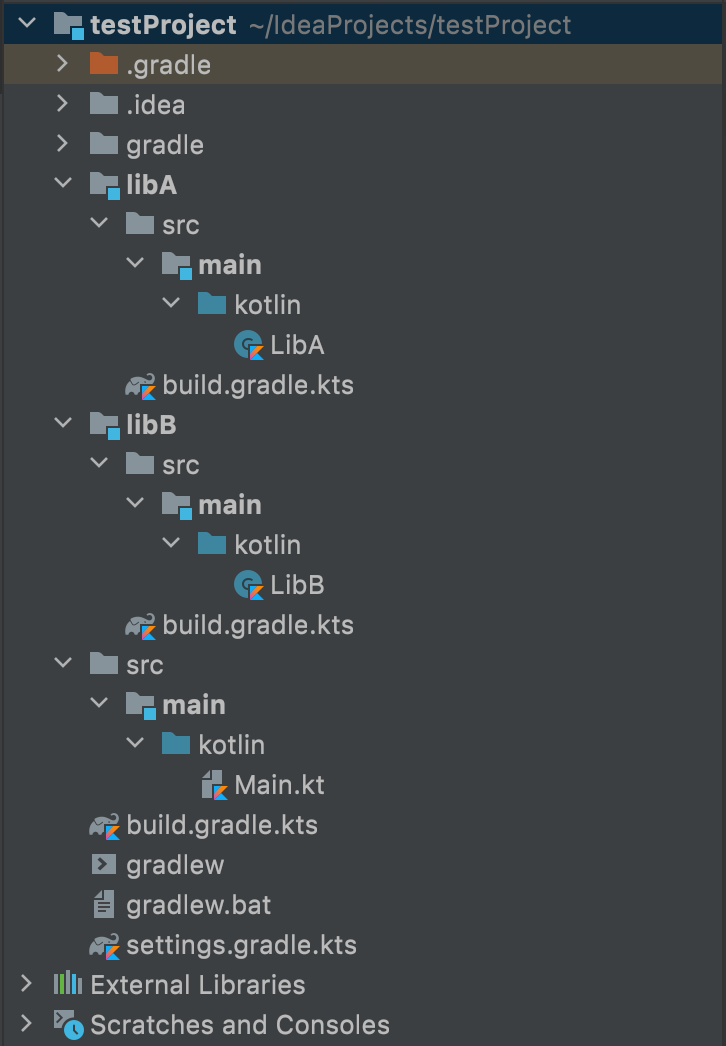 testProject ~/IdeaProjects/testProject
.gradle
.idea
gradle
libA
src
main
kotlin
LibA
build.gradle.kts
libB
src
main
kotlin
LibB
build.gradle.kts
src
main
kotlin
Main.kt
build.gradle.kts
gradlew
gradlew.bat
settings.gradle.kts
External Libraries
Scratches and Consoles